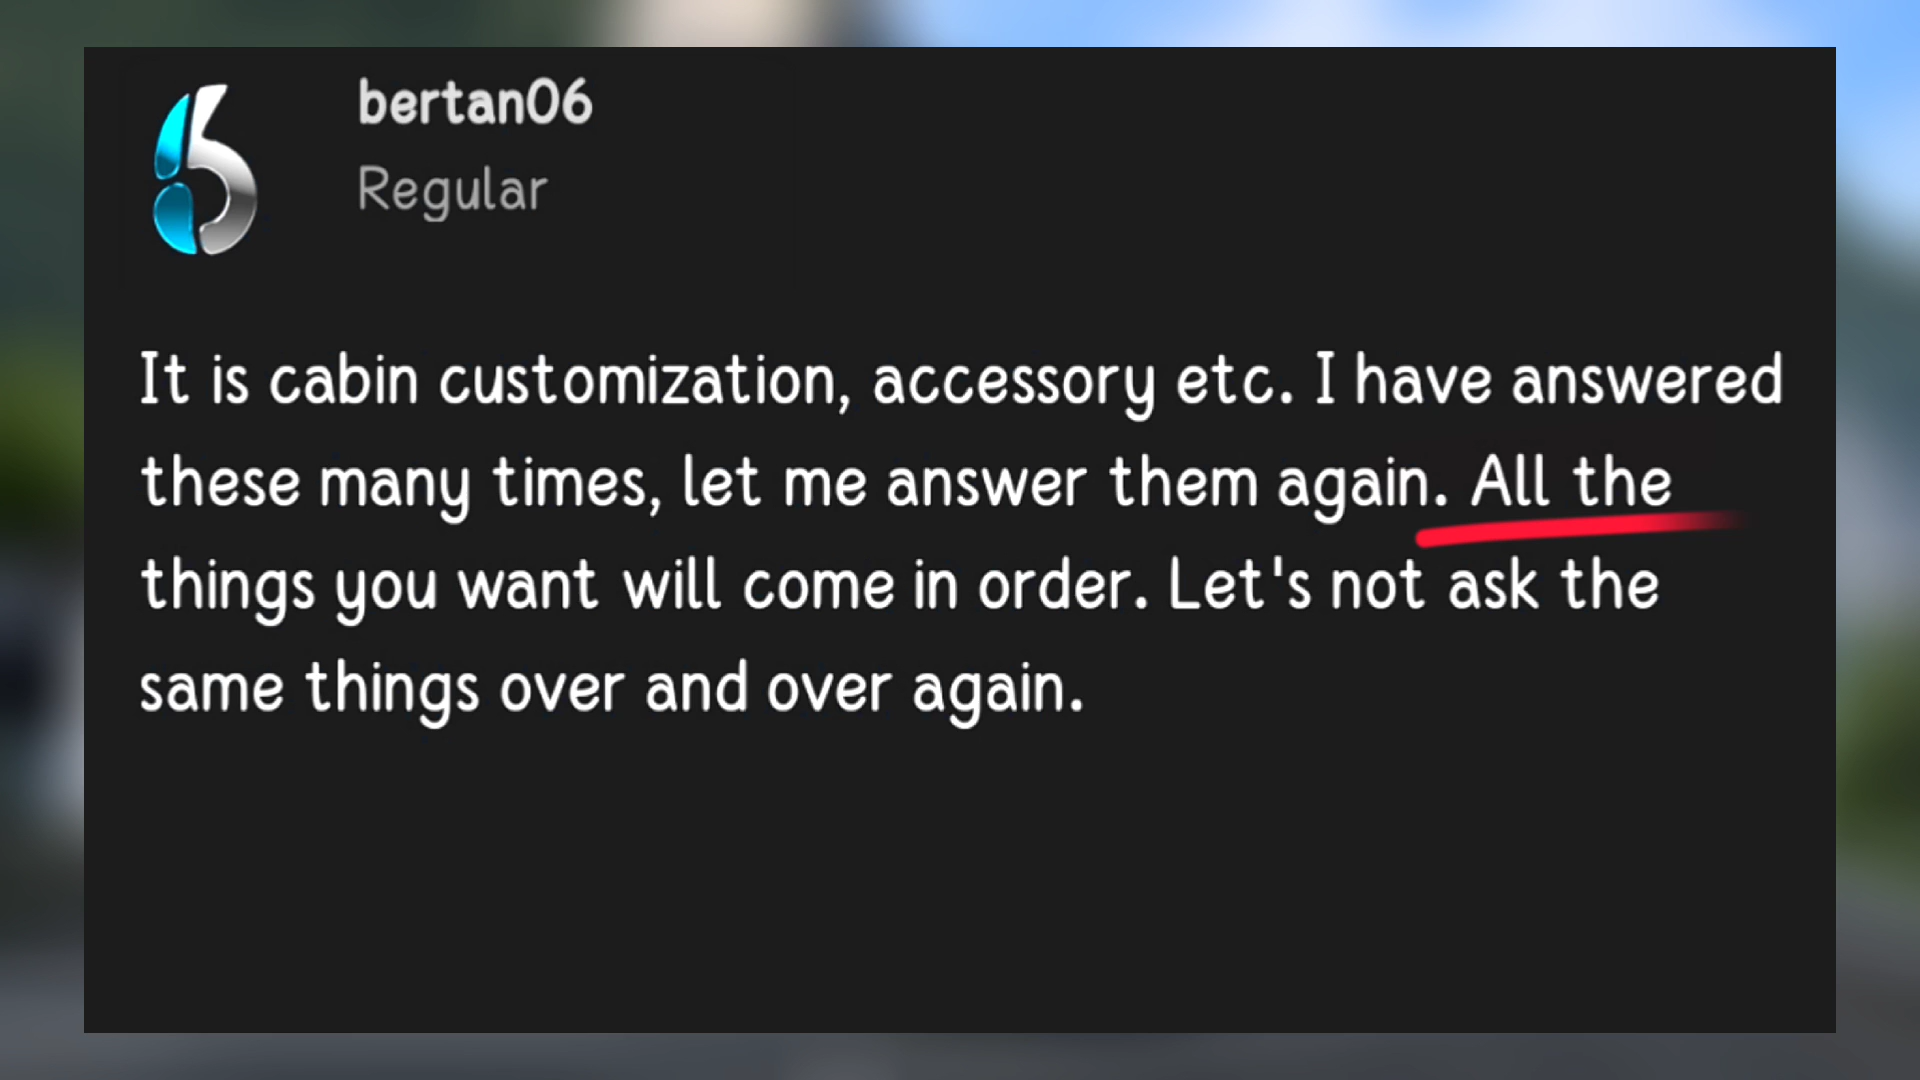 bertan06
Regular
It is cabin customization, accessory etc. I have answered
these many times, let me answer them again. All the
things you want will come in order. Let's not ask the
same things over and over again.